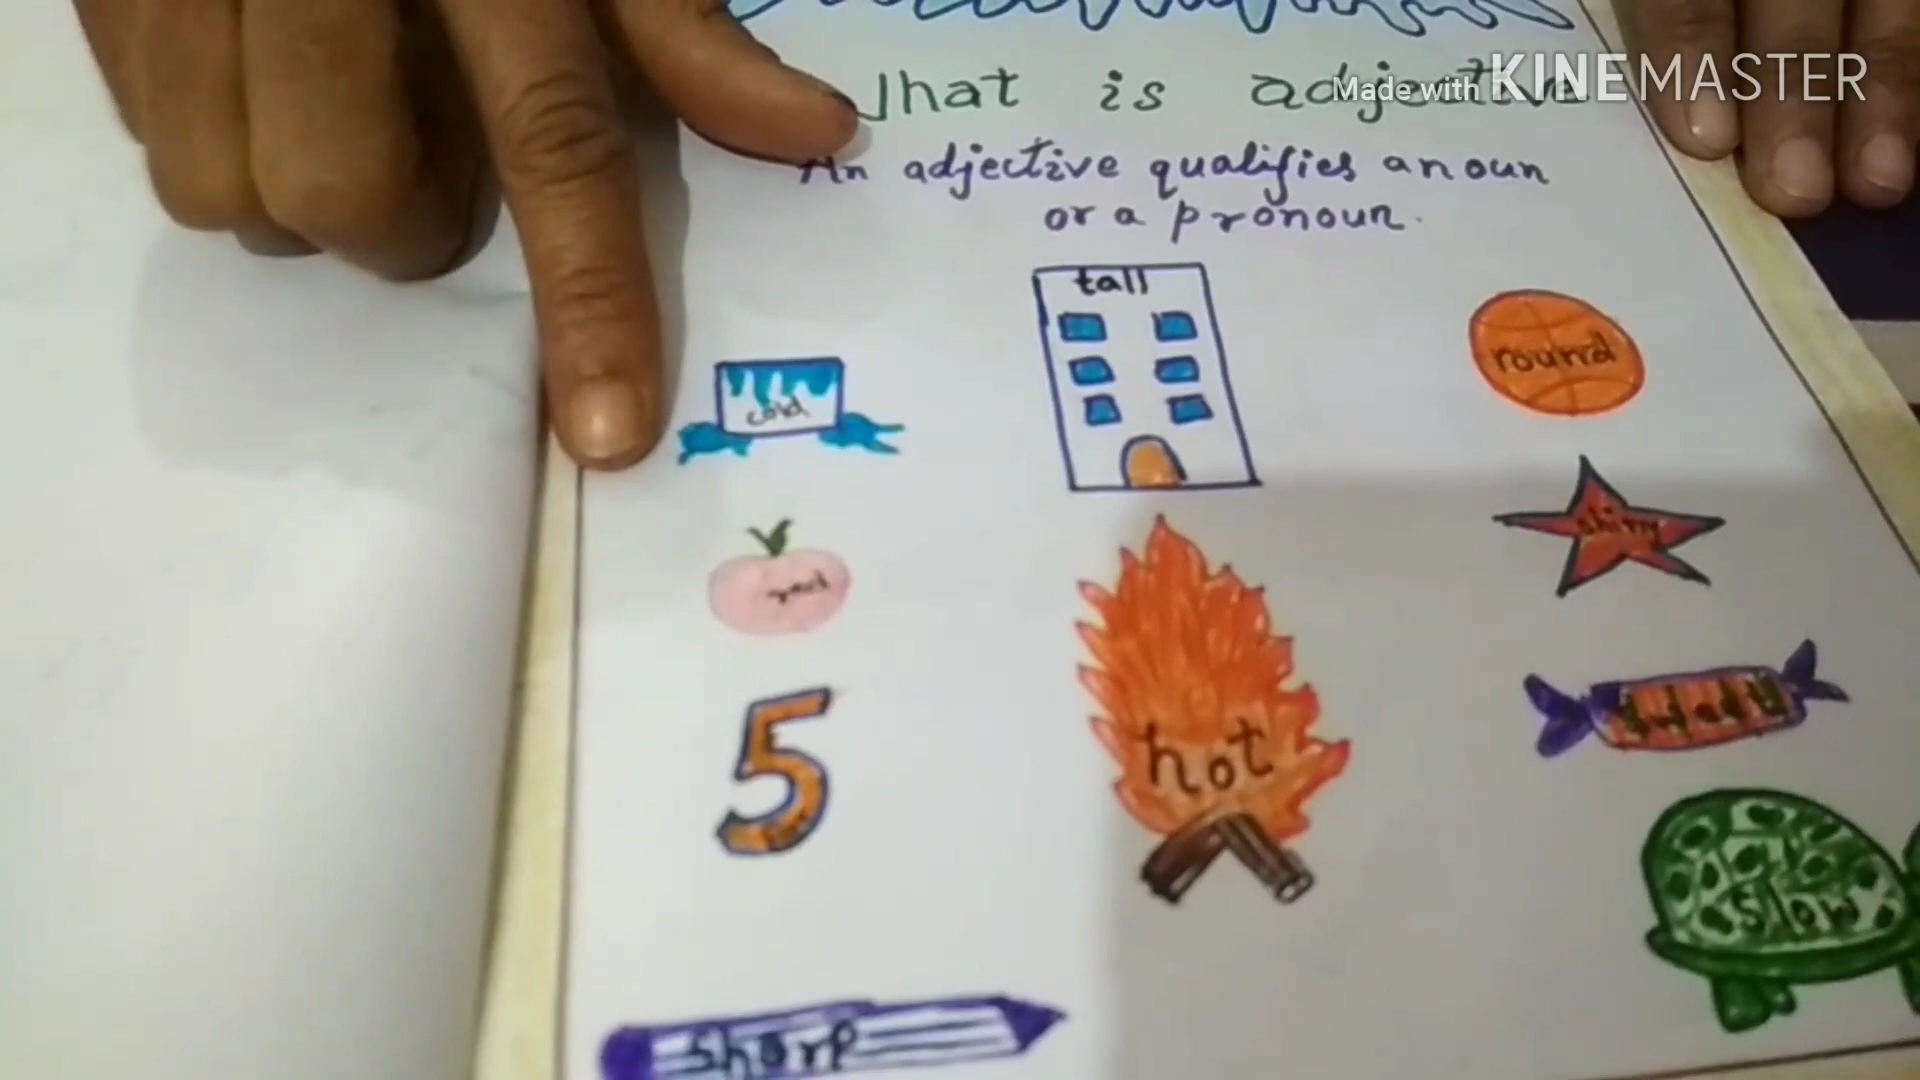 Made with KINEMASTER
What is adjective
An adjective qualifies a noun
or a pronoun.
tall
round
cold
shiny
red
5
hot
slow
sharp